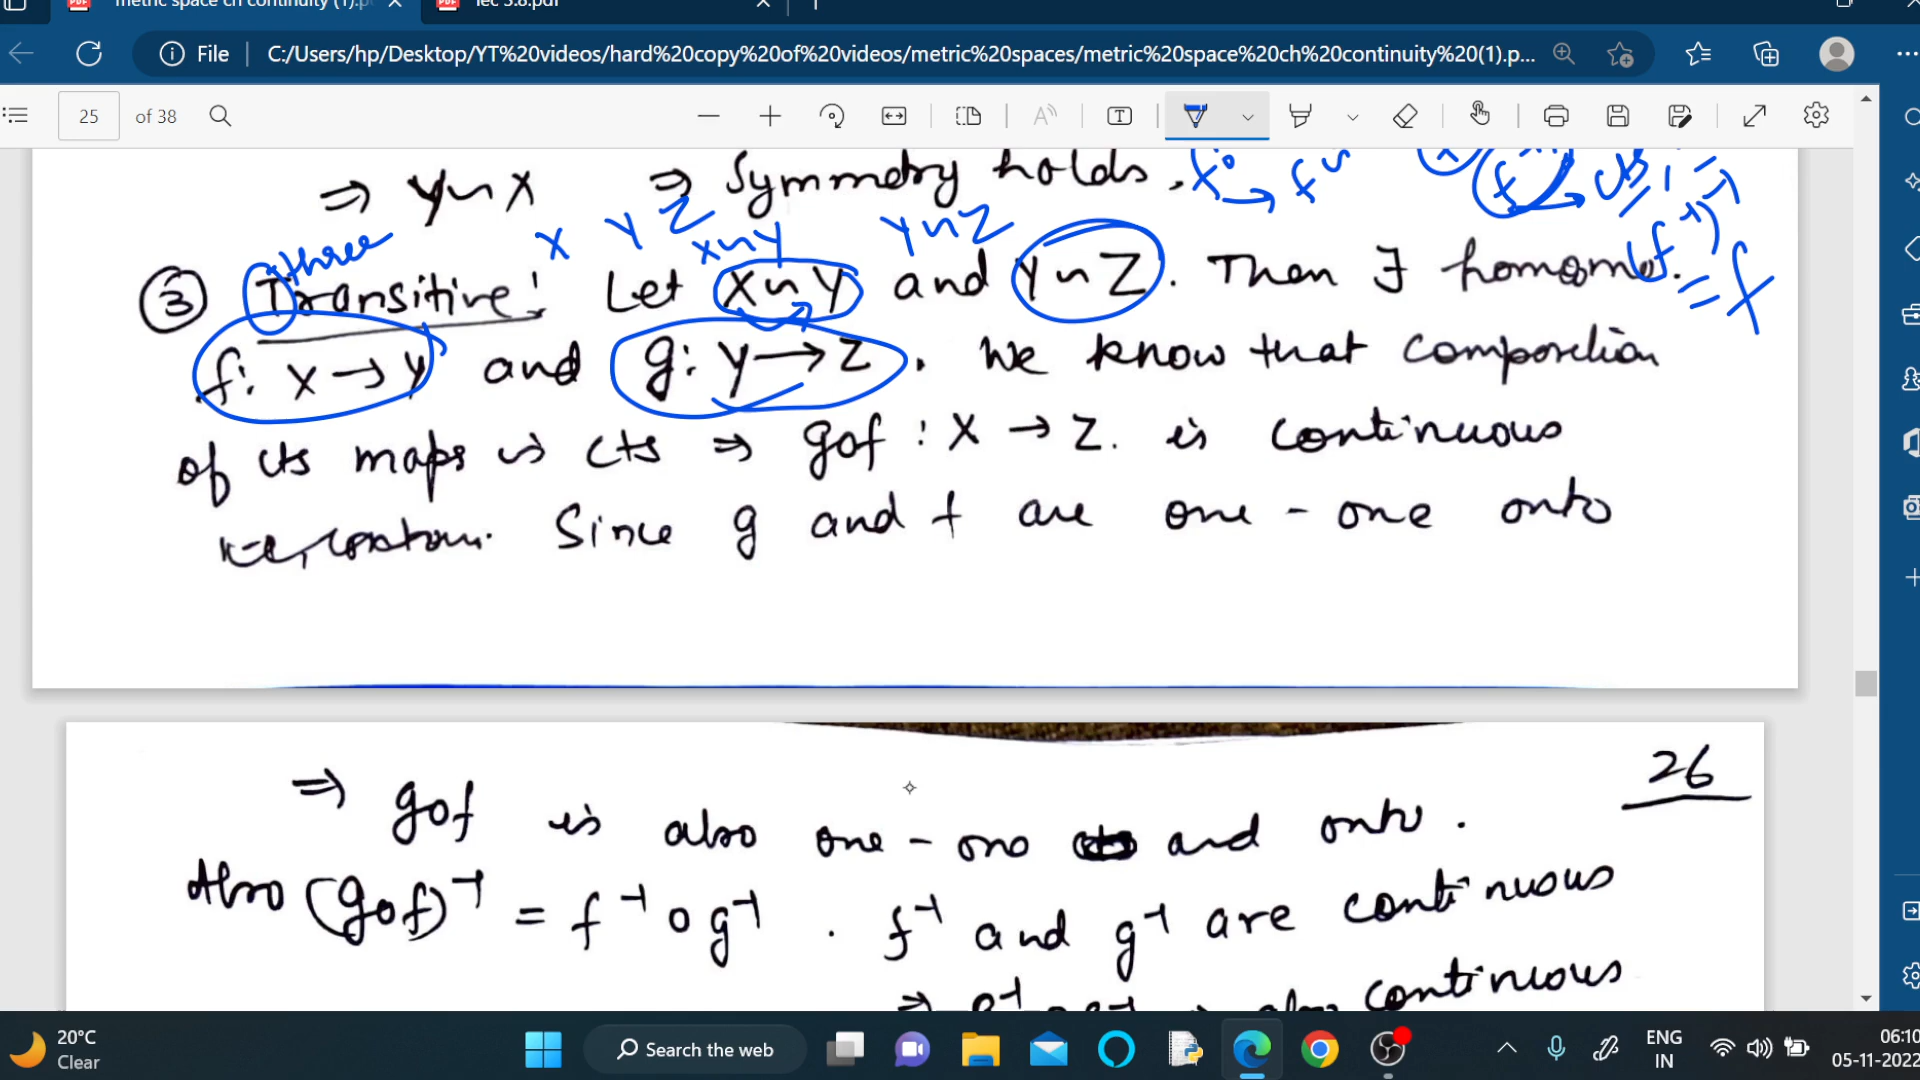 metric space ch continuity (1).p
lec 3.8.pdf
File
C:/Users/hp/Desktop/YT%20videos/hard%20copy%20of%20videos/metric%20spaces/metric%20space%20ch%20continuity%20(1).p...
25 of 38
⇒ Y~X ⇒ Symmetry holds.
three X Y Z X~Y Y~Z
③ Transitive! Let X~Y and Y~Z. Then ∃ homomo.
f: X→Y and g: Y→Z. We know that composition
of cts maps is cts ⇒ gof : X → Z. is continuous
Since g and f are one-one onto
26
⇒ gof is also one-one and onto.
Also (gof)⁻¹ = f⁻¹ o g⁻¹. f⁻¹ and g⁻¹ are continuous
also continuous
20°C
Clear
Search the web
ENG
IN
06:10
05-11-2022